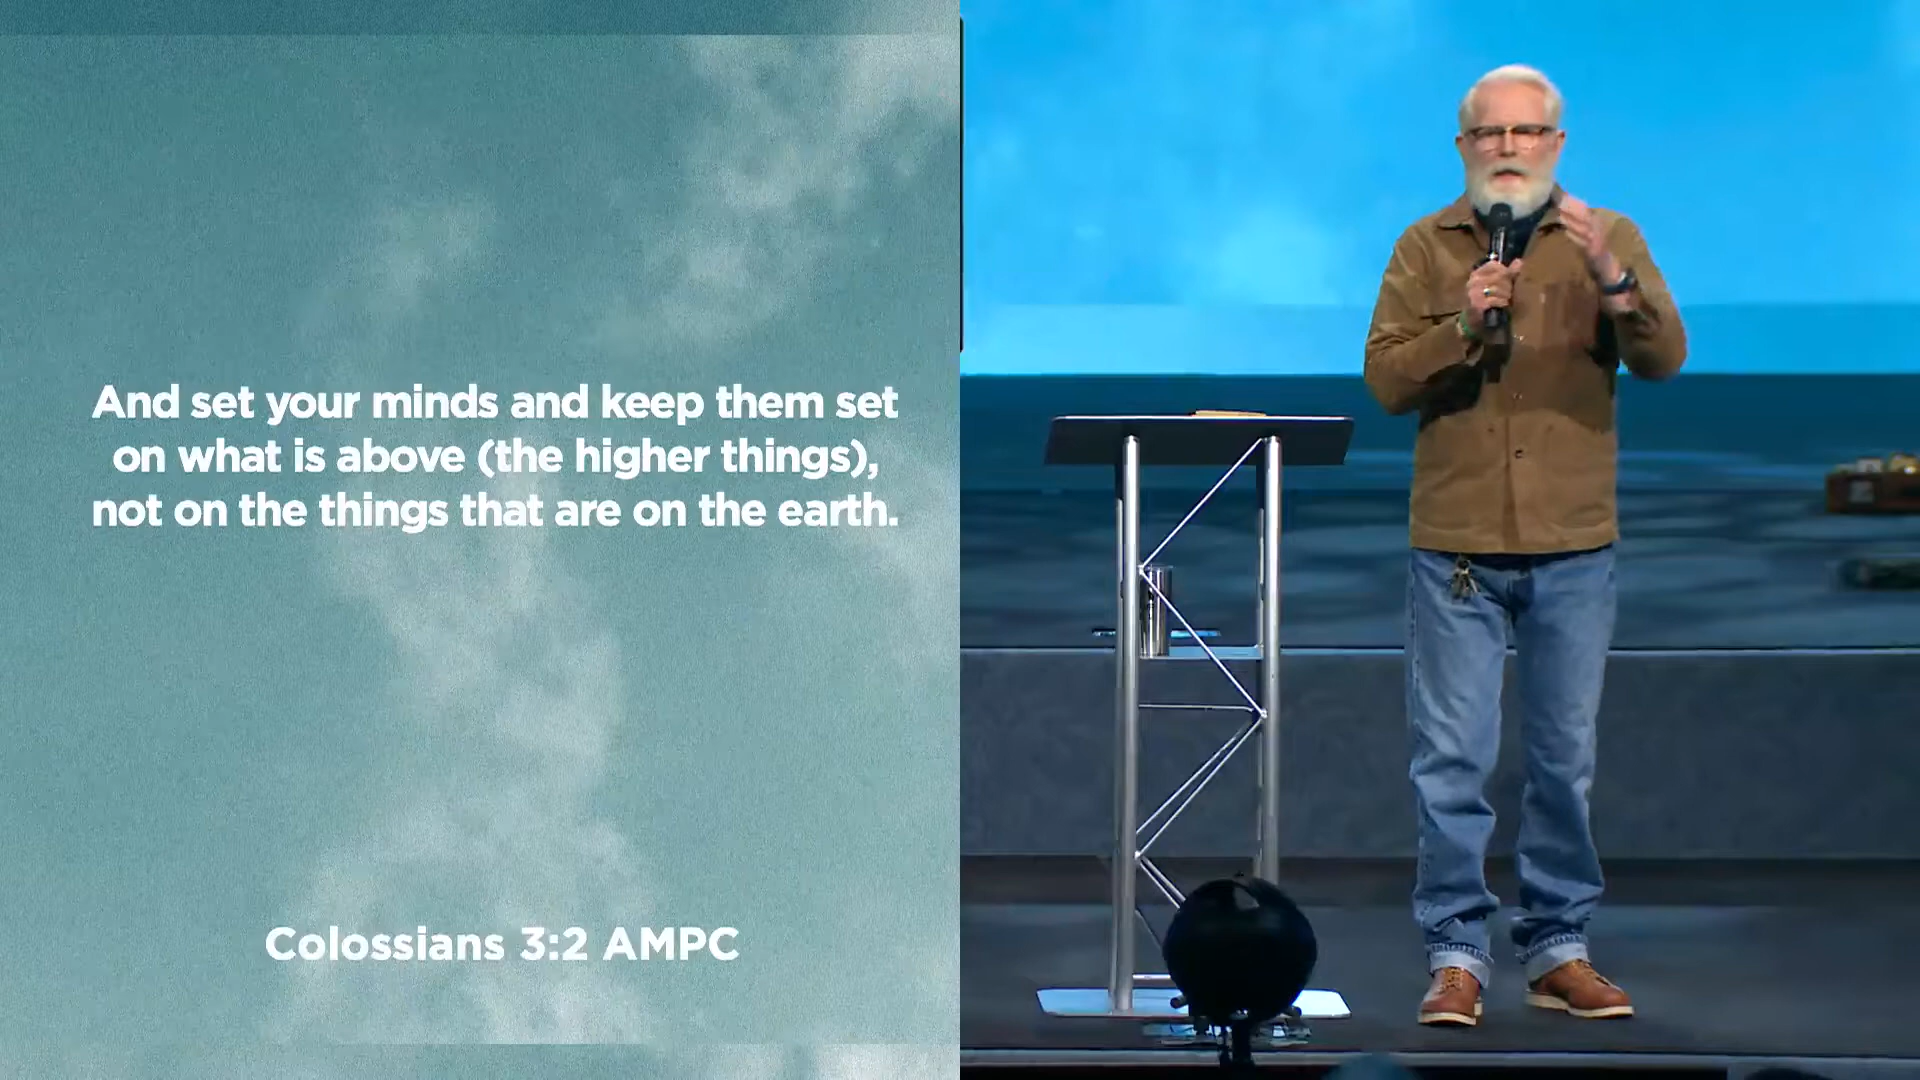 And set your minds and keep them set
on what is above (the higher things),
not on the things that are on the earth.
Colossians 3:2 AMPC